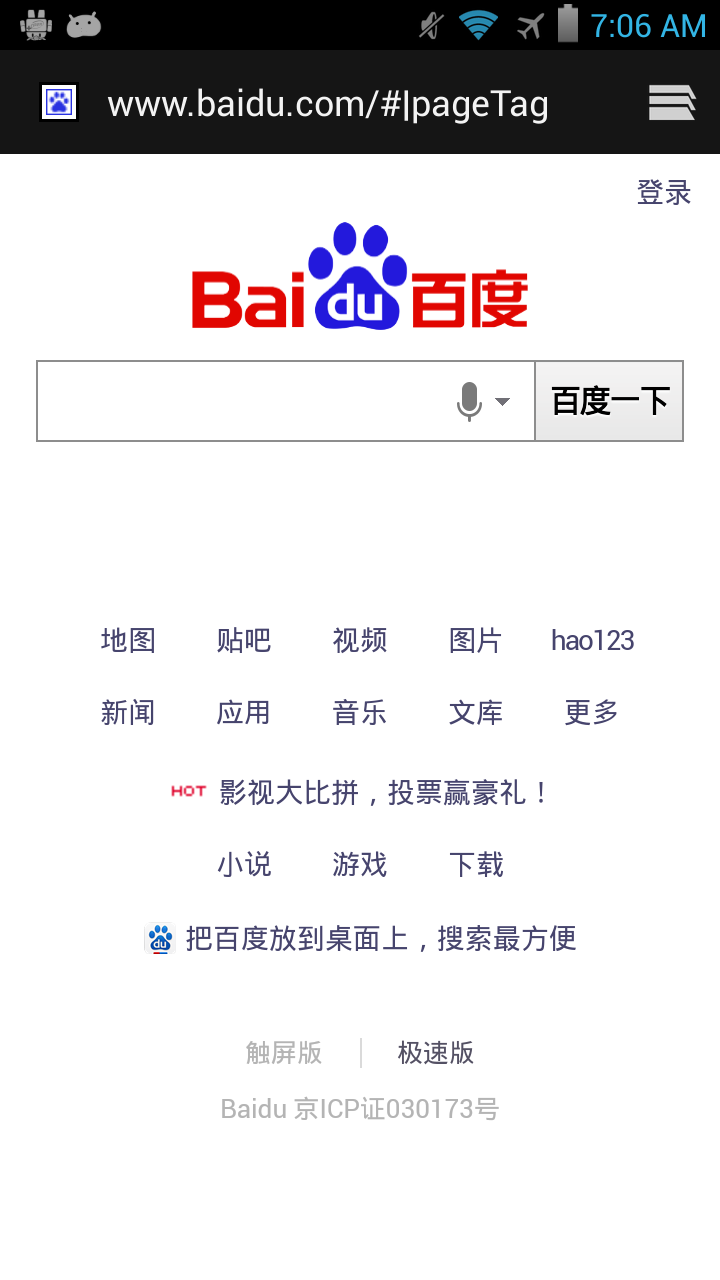 7:06 AM
www.baidu.com/#|pageTag
登录
Bai du 百度
百度一下
地图 贴吧 视频 图片 hao123
新闻 应用 音乐 文库 更多
HOT 影视大比拼，投票赢豪礼！
小说 游戏 下载
du 把百度放到桌面上，搜索最方便
触屏版 极速版
Baidu 京ICP证030173号